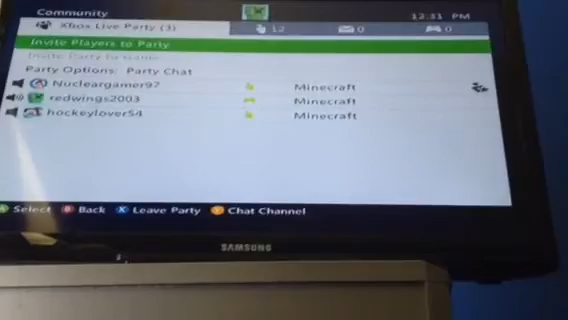 Community
12:31 PM
Xbox Live Party (3)
12
0
0
Invite Players to Party
Invite Party to Game
Party Options: Party Chat
Nucleargamer97 Minecraft
redwings2003 Minecraft
hockeylover54 Minecraft
A Select B Back X Leave Party Y Chat Channel
SAMSUNG